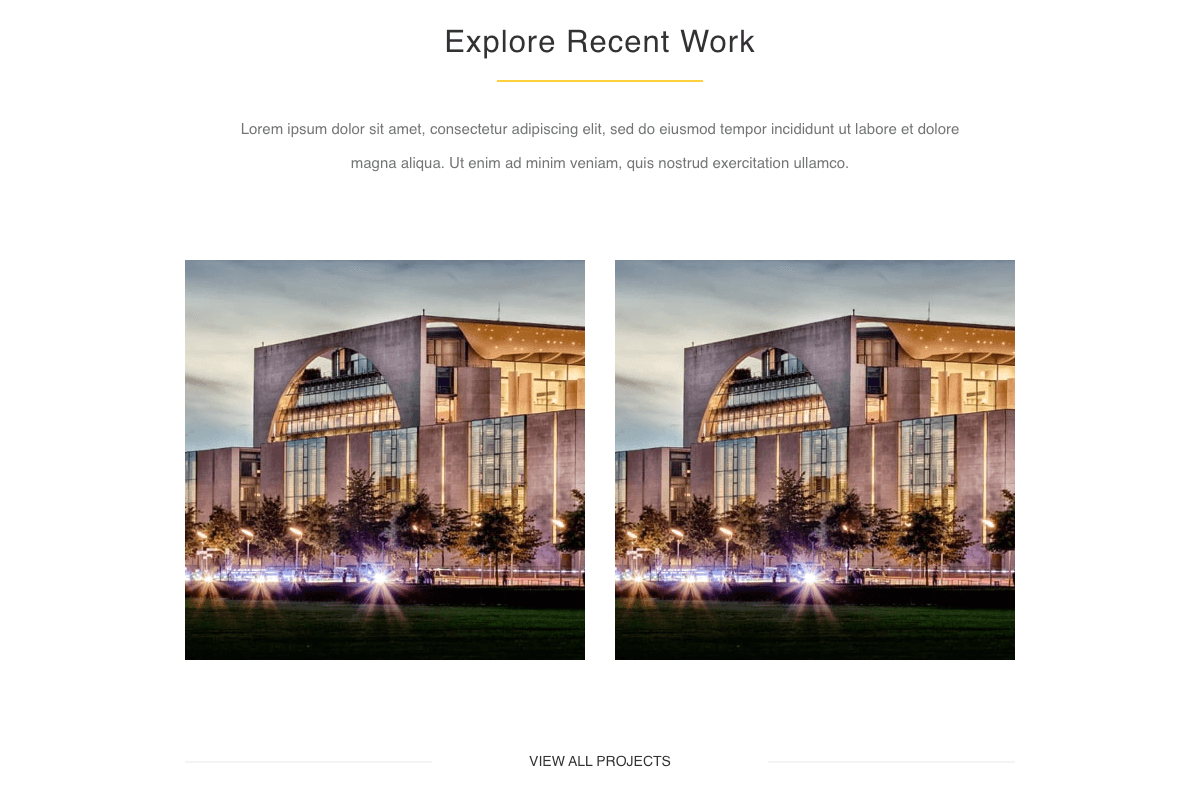 Explore Recent Work
Lorem ipsum dolor sit amet, consectetur adipiscing elit, sed do eiusmod tempor incididunt ut labore et dolore
magna aliqua. Ut enim ad minim veniam, quis nostrud exercitation ullamco.
VIEW ALL PROJECTS